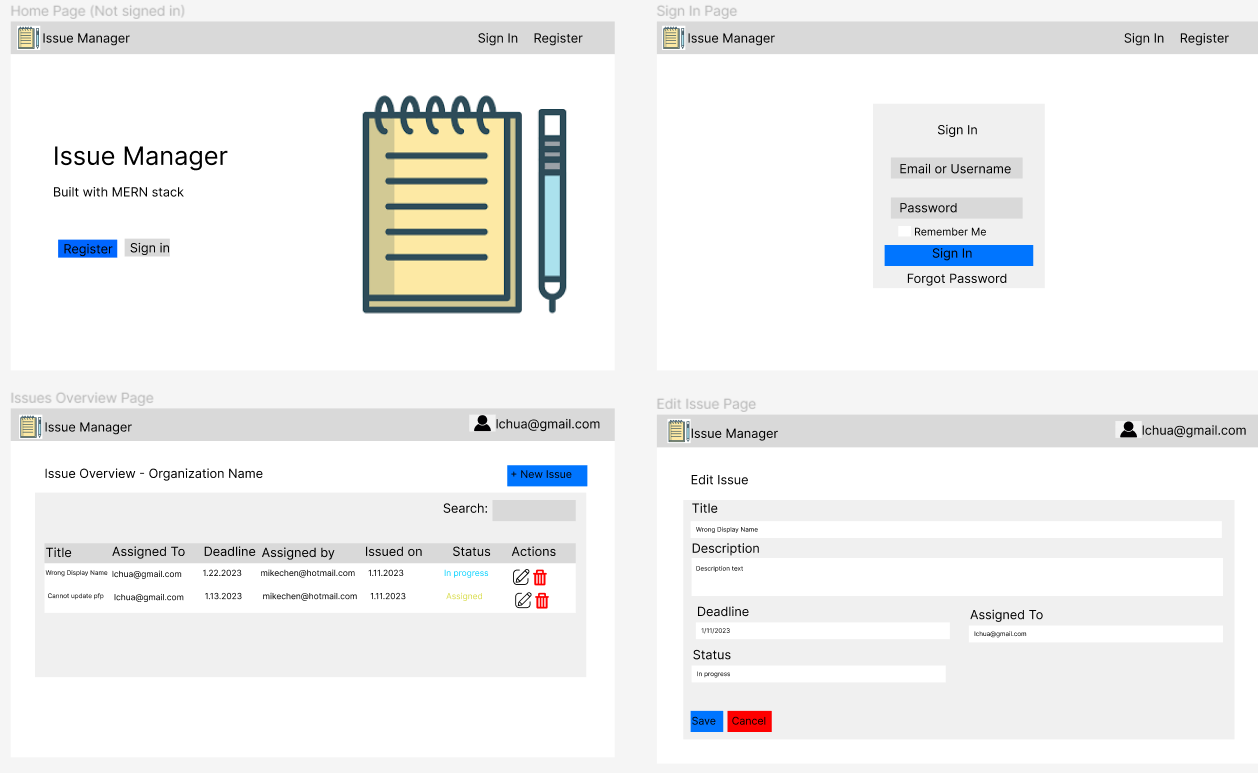 Home Page (Not signed in)
Issue Manager
Sign In Register
Issue Manager
Built with MERN stack
Register Sign in
Sign In Page
Issue Manager
Sign In Register
Sign In
Email or Username
Password
Remember Me
Sign In
Forgot Password
Issues Overview Page
Issue Manager
lchua@gmail.com
Issue Overview - Organization Name
+ New Issue
Search:
Title Assigned To Deadline Assigned by Issued on Status Actions
Wrong Display Name lchua@gmail.com 1.22.2023 mikechen@hotmail.com 1.11.2023 In progress
Cannot update pfp lchua@gmail.com 1.13.2023 mikechen@hotmail.com 1.11.2023 Assigned
Edit Issue Page
Issue Manager
lchua@gmail.com
Edit Issue
Title
Wrong Display Name
Description
Description text
Deadline
1/11/2023
Assigned To
lchua@gmail.com
Status
In progress
Save Cancel